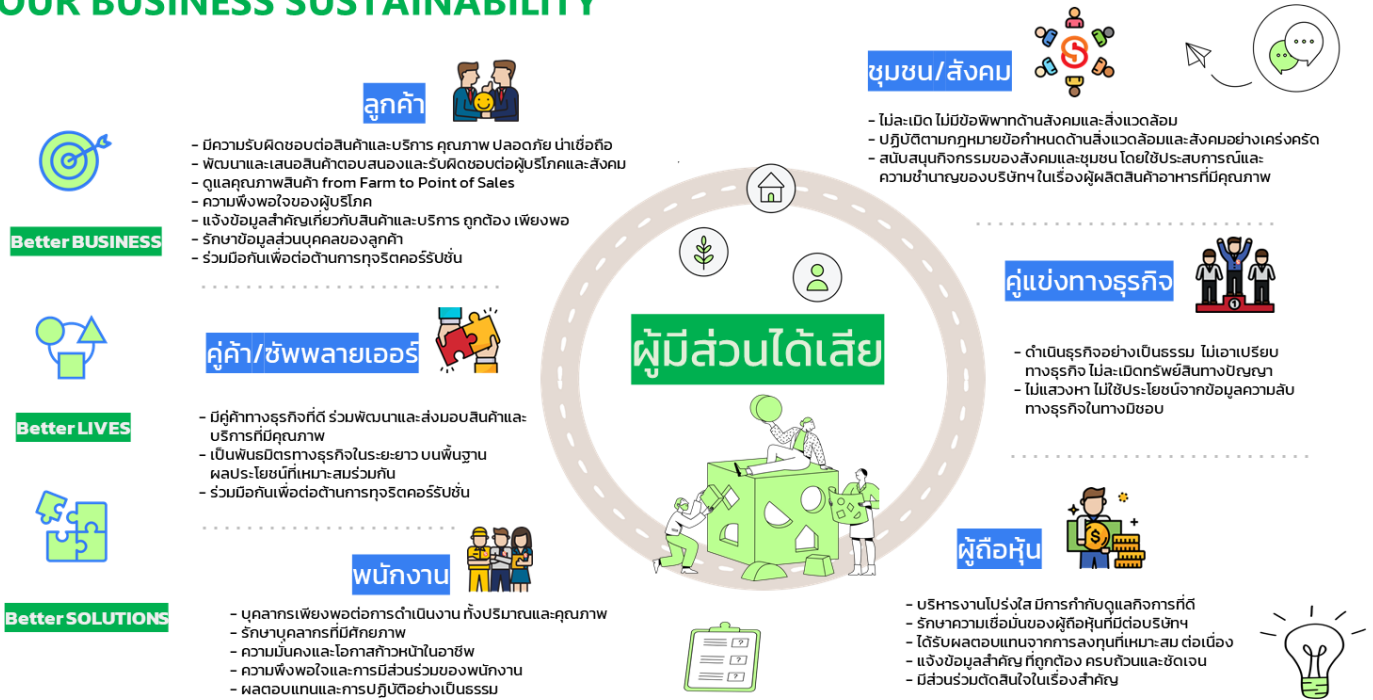 OUR BUSINESS SUSTAINABILITY
Better BUSINESS
Better LIVES
Better SOLUTIONS
ลูกค้า
- มีความรับผิดชอบต่อสินค้าและบริการ คุณภาพ ปลอดภัย น่าเชื่อถือ
- พัฒนาและเสนอสินค้าตอบสนองและรับผิดชอบต่อผู้บริโภคและสังคม
- ดูแลคุณภาพสินค้า from Farm to Point of Sales
- ความพึงพอใจของผู้บริโภค
- แจ้งข้อมูลสำคัญเกี่ยวกับสินค้าและบริการ ถูกต้อง เพียงพอ
- รักษาข้อมูลส่วนบุคคลของลูกค้า
- ร่วมมือกันเพื่อต่อต้านการทุจริตคอร์รัปชั่น
คู่ค้า/ซัพพลายเออร์
- มีคู่ค้าทางธุรกิจที่ดี ร่วมพัฒนาและส่งมอบสินค้าและ
บริการที่มีคุณภาพ
- เป็นพันธมิตรทางธุรกิจในระยะยาว บนพื้นฐาน
ผลประโยชน์ที่เหมาะสมร่วมกัน
- ร่วมมือกันเพื่อต่อต้านการทุจริตคอร์รัปชั่น
พนักงาน
- บุคลากรเพียงพอต่อการดำเนินงาน ทั้งปริมาณและคุณภาพ
- รักษาบุคลากรที่มีศักยภาพ
- ความมั่นคงและโอกาสก้าวหน้าในอาชีพ
- ความพึงพอใจและการมีส่วนร่วมของพนักงาน
- ผลตอบแทนและการปฏิบัติอย่างเป็นธรรม
ผู้มีส่วนได้เสีย
ชุมชน/สังคม
S
- ไม่ละเมิด ไม่มีข้อพิพาทด้านสังคมและสิ่งแวดล้อม
- ปฏิบัติตามกฎหมายข้อกำหนดด้านสิ่งแวดล้อมและสังคมอย่างเคร่งครัด
- สนับสนุนกิจกรรมของสังคมและชุมชน โดยใช้ประสบการณ์และ
ความชำนาญของบริษัทฯ ในเรื่องผู้ผลิตสินค้าอาหารที่มีคุณภาพ
คู่แข่งทางธุรกิจ
1
- ดำเนินธุรกิจอย่างเป็นธรรม ไม่เอาเปรียบ
ทางธุรกิจ ไม่ละเมิดทรัพย์สินทางปัญญา
- ไม่แสวงหา ไม่ใช้ประโยชน์จากข้อมูลความลับ
ทางธุรกิจในทางมิชอบ
ผู้ถือหุ้น
$
- บริหารงานโปร่งใส มีการกำกับดูแลกิจการที่ดี
- รักษาความเชื่อมั่นของผู้ถือหุ้นที่มีต่อบริษัทฯ
- ได้รับผลตอบแทนจากการลงทุนที่เหมาะสม ต่อเนื่อง
- แจ้งข้อมูลสำคัญ ที่ถูกต้อง ครบถ้วนและชัดเจน
- มีส่วนร่วมตัดสินใจในเรื่องสำคัญ
?
?
?